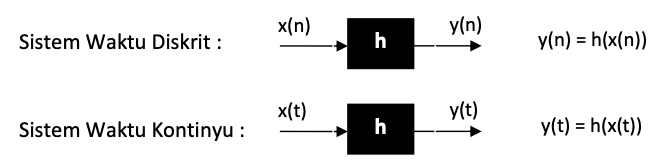 Sistem Waktu Diskrit : x(n) h y(n) y(n) = h(x(n))
Sistem Waktu Kontinyu : x(t) h y(t) y(t) = h(x(t))